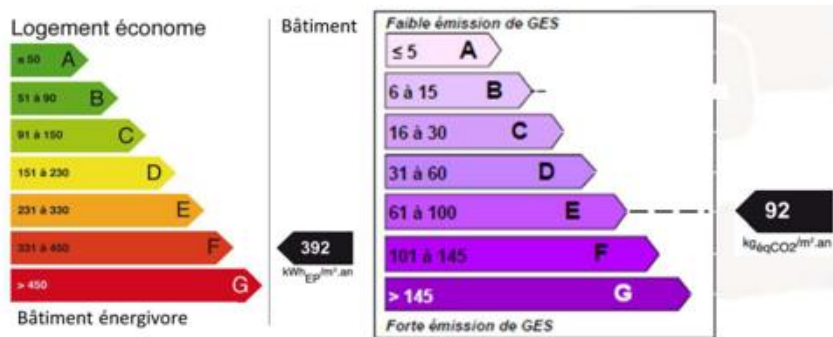 Logement économe
≤ 50 A
51 à 90 B
91 à 150 C
151 à 230 D
231 à 330 E
331 à 450 F
> 450 G
Bâtiment énergivore
Bâtiment
392
kWhEP/m².an
Faible émission de GES
≤ 5 A
6 à 15 B
16 à 30 C
31 à 60 D
61 à 100 E
101 à 145 F
> 145 G
Forte émission de GES
92
kgéqCO2/m².an